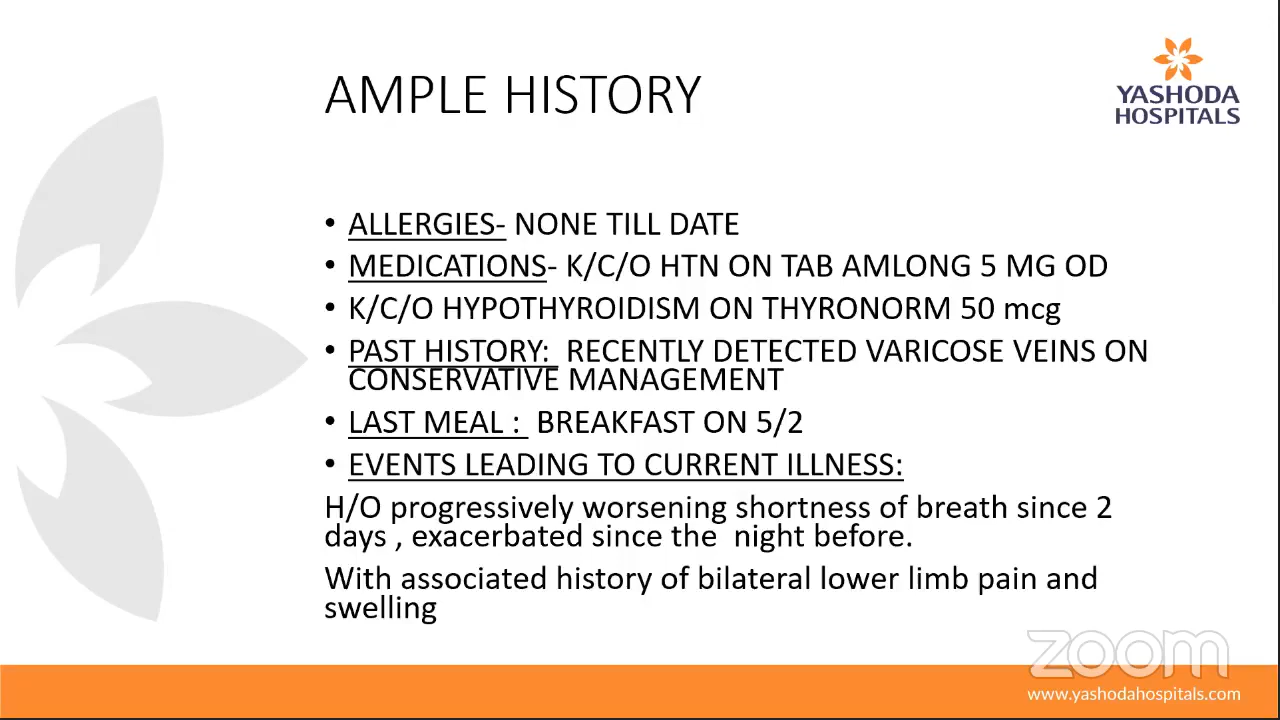 AMPLE HISTORY
YASHODA
HOSPITALS
• ALLERGIES- NONE TILL DATE
• MEDICATIONS- K/C/O HTN ON TAB AMLONG 5 MG OD
• K/C/O HYPOTHYROIDISM ON THYRONORM 50 mcg
• PAST HISTORY: RECENTLY DETECTED VARICOSE VEINS ON
CONSERVATIVE MANAGEMENT
• LAST MEAL : BREAKFAST ON 5/2
• EVENTS LEADING TO CURRENT ILLNESS:
H/O progressively worsening shortness of breath since 2
days , exacerbated since the night before.
With associated history of bilateral lower limb pain and
swelling
zoom
www.yashodahospitals.com